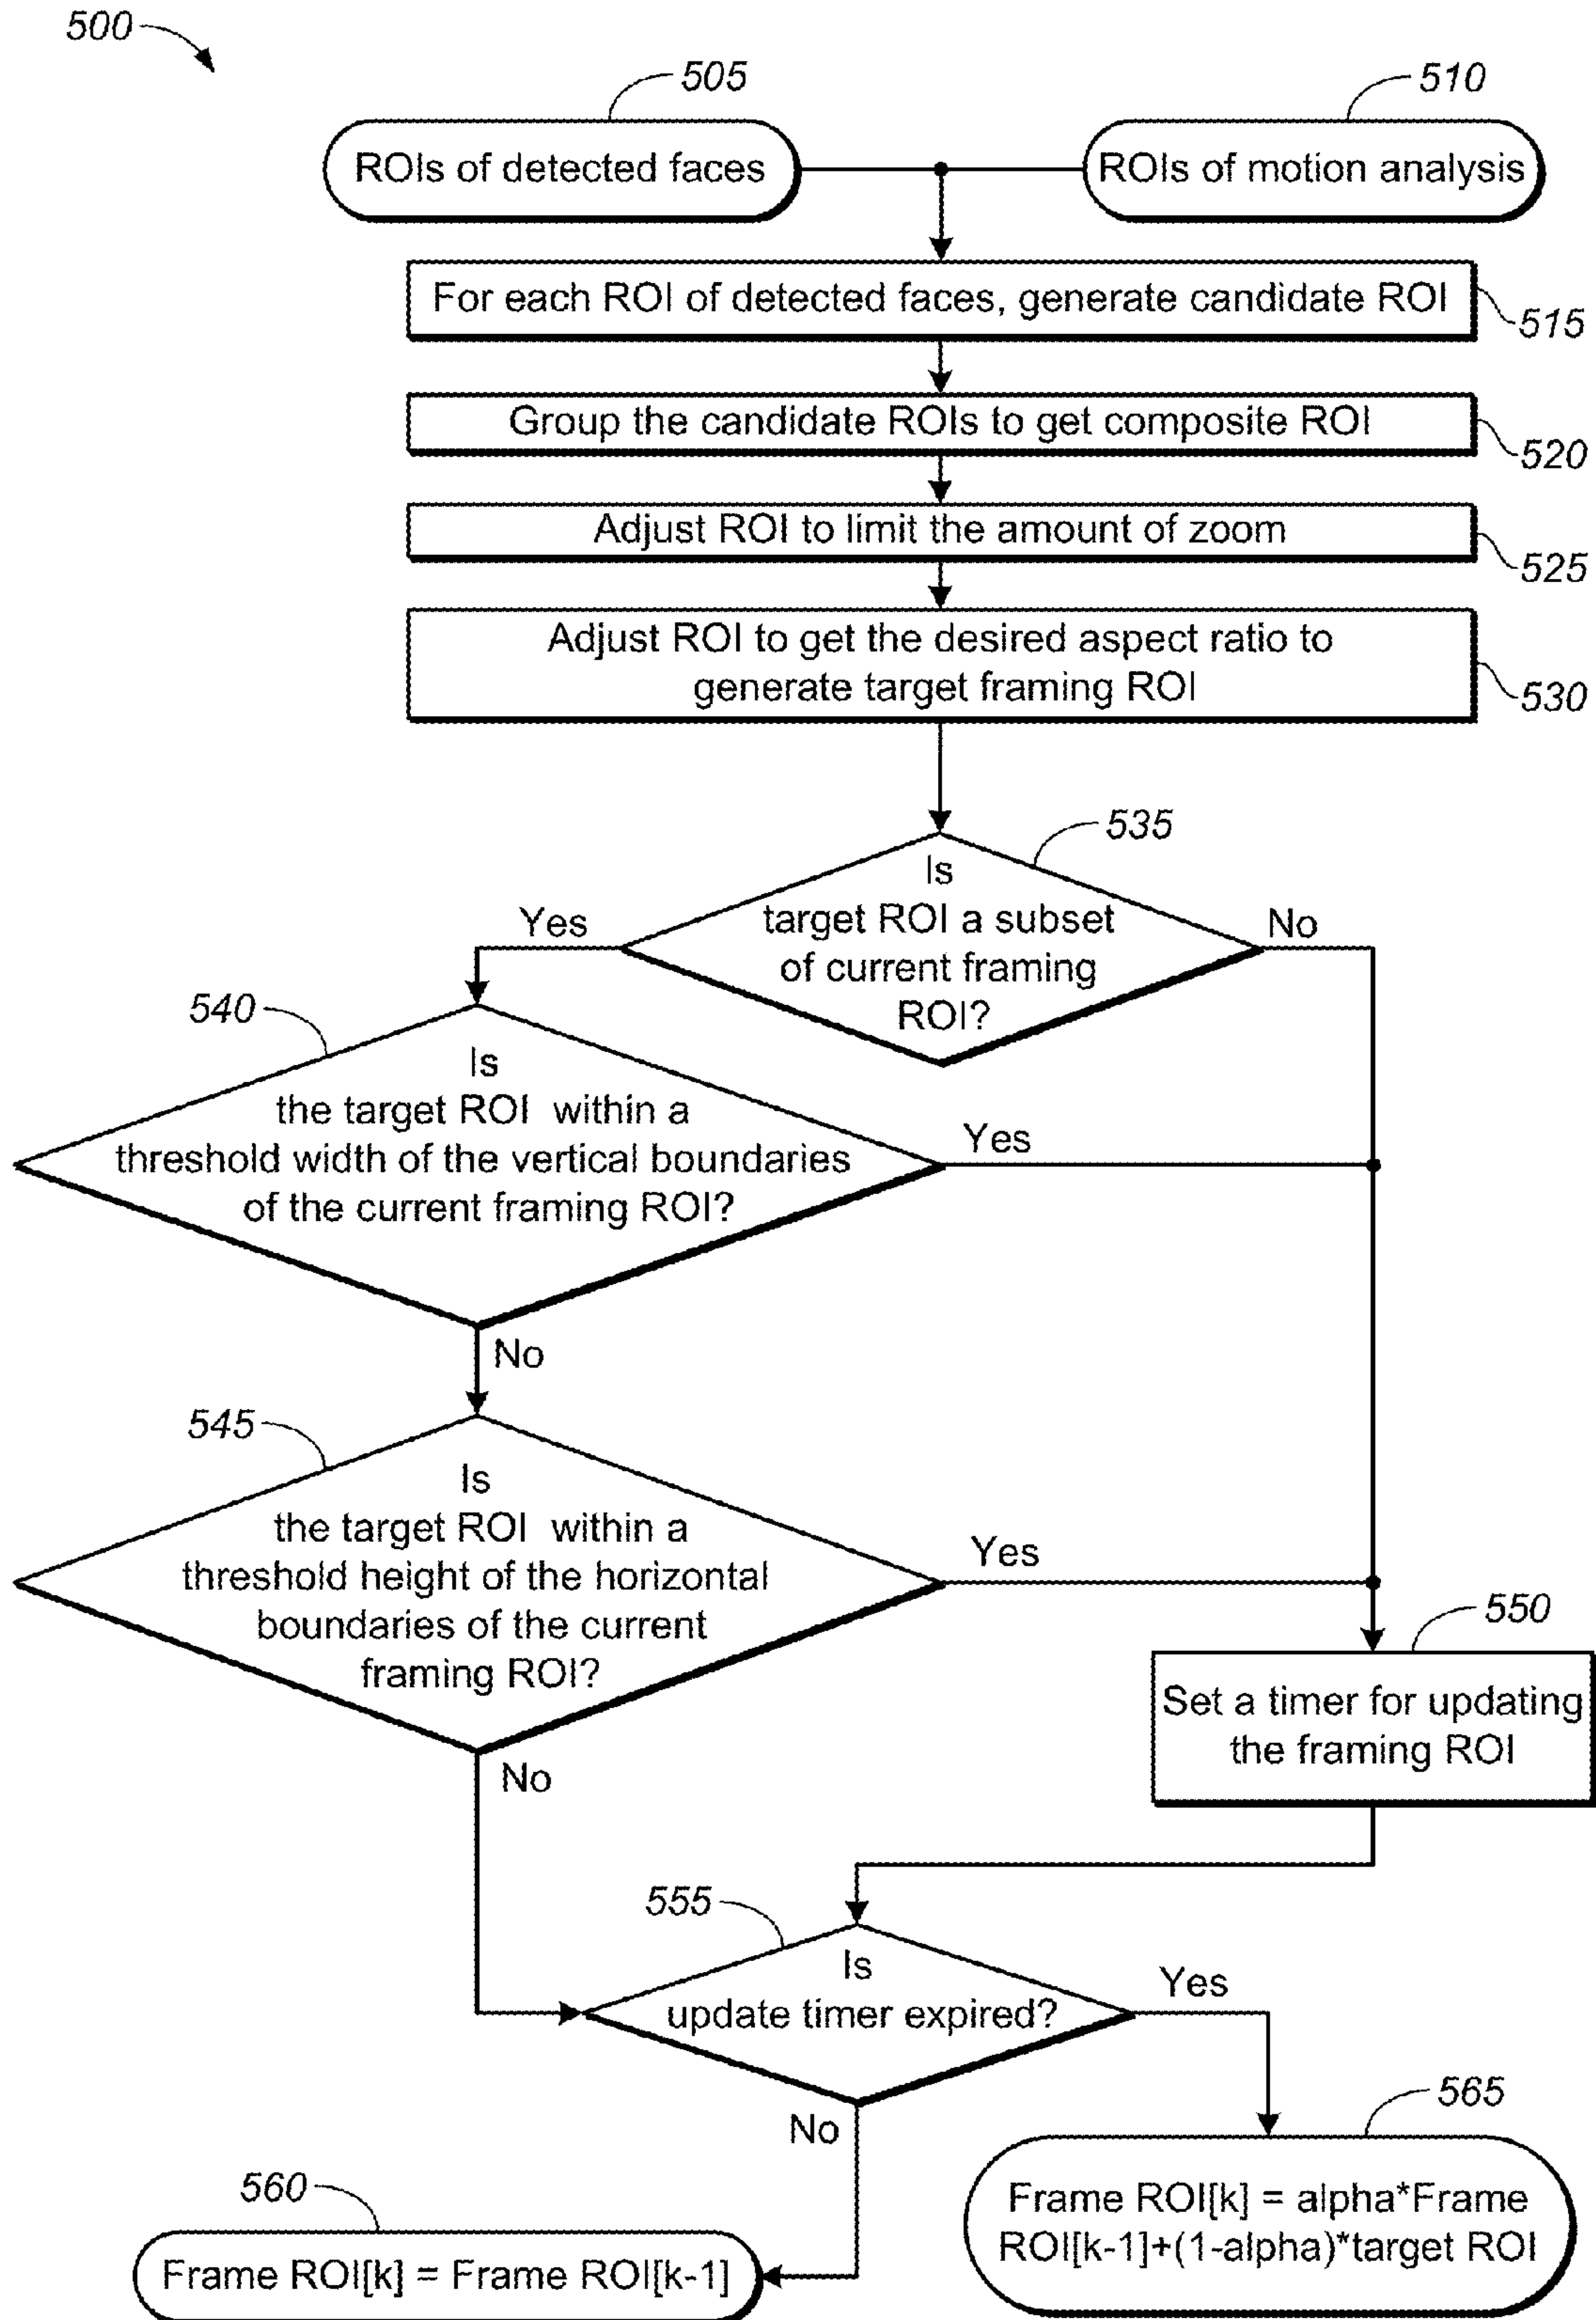 500
505
510
ROIs of detected faces
ROIs of motion analysis
For each ROI of detected faces, generate candidate ROI
515
Group the candidate ROIs to get composite ROI
520
Adjust ROI to limit the amount of zoom
525
Adjust ROI to get the desired aspect ratio to
generate target framing ROI
530
535
Is
target ROI a subset
of current framing
ROI?
Yes
No
540
Is
the target ROI within a
threshold width of the vertical boundaries
of the current framing ROI?
Yes
No
545
Is
the target ROI within a
threshold height of the horizontal
boundaries of the current
framing ROI?
Yes
No
550
Set a timer for updating
the framing ROI
555
Is
update timer expired?
Yes
No
565
Frame ROI[k] = alpha*Frame
ROI[k-1]+(1-alpha)*target ROI
560
Frame ROI[k] = Frame ROI[k-1]